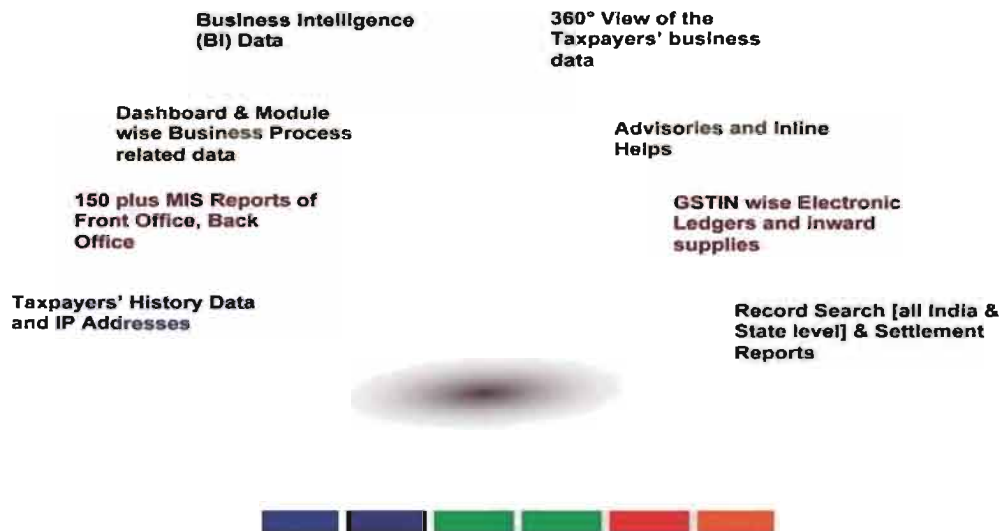 Business Intelligence
(BI) Data
360° View of the
Taxpayers' business
data
Dashboard & Module
wise Business Process
related data
Advisories and Inline
Helps
150 plus MIS Reports of
Front Office, Back
Office
GSTIN wise Electronic
Ledgers and inward
supplies
Taxpayers' History Data
and IP Addresses
Record Search [all India &
State level] & Settlement
Reports